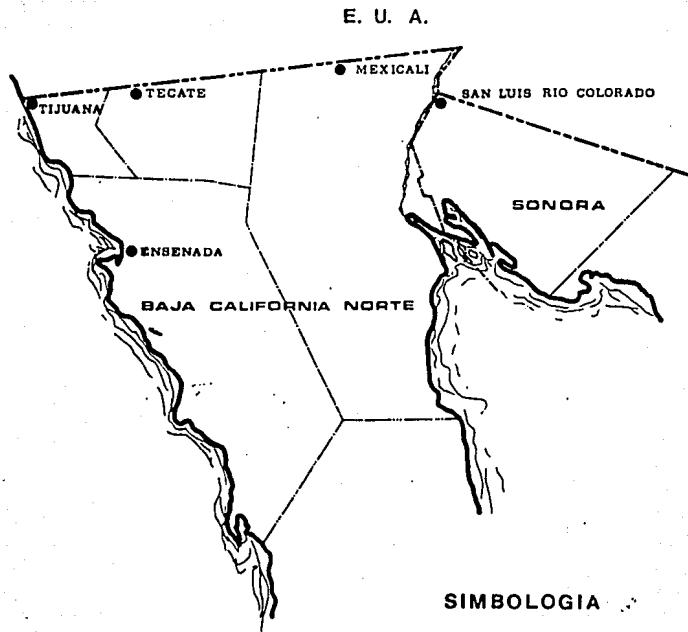 E. U. A.
MEXICALI
TECATE
SAN LUIS RIO COLORADO
TIJUANA
SONORA
ENSENADA
BAJA CALIFORNIA NORTE
SIMBOLOGIA